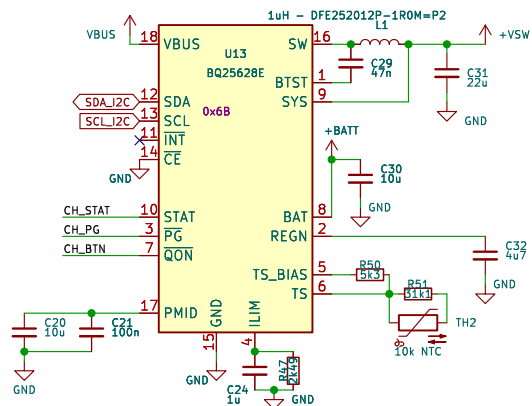 1uH - DFE252012P-1R0M=P2
L1
VBUS
+VSW
18
VBUS
U13
BQ25628E
0x6B
SW
16
C29
47n
C31
22u
GND
BTST
1
SYS
9
SDA_I2C
12
SDA
SCL_I2C
13
SCL
11
INT
14
CE
GND
+BATT
C30
10u
GND
CH_STAT
10
STAT
BAT
8
CH_PG
3
PG
REGN
2
CH_BTN
7
QON
C32
4u7
GND
TS_BIAS
5
R50
5k3
TS
6
R51
31k1
TH2
10k NTC
17
PMID
C20
10u
C21
100n
GND
GND
15
GND
ILIM
4
C24
1u
R47
2k49
GND